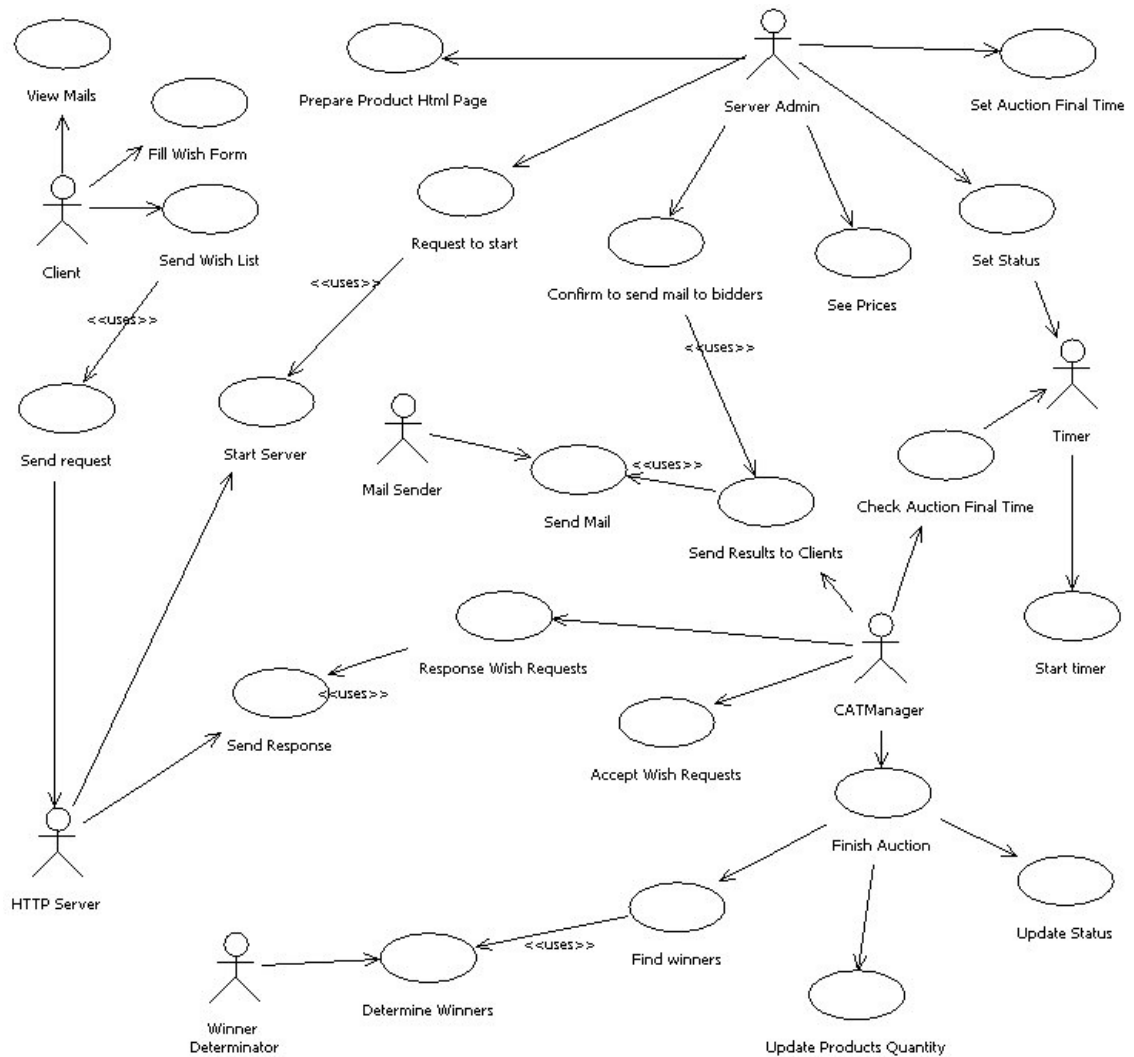 View Mails
Prepare Product Html Page
Server Admin
Set Auction Final Time
Fill Wish Form
Client
Send Wish List
Request to start
Set Status
<<uses>>
<<uses>>
Confirm to send mail to bidders
See Prices
<<uses>>
<<uses>>
Send request
Start Server
Mail Sender
Send Mail
Timer
Check Auction Final Time
Send Results to Clients
Response Wish Requests
Start timer
<<uses>>
CATManager
Send Response
Accept Wish Requests
Finish Auction
HTTP Server
Update Status
<<uses>>
Find winners
Determine Winners
Winner
Determinator
Update Products Quantity